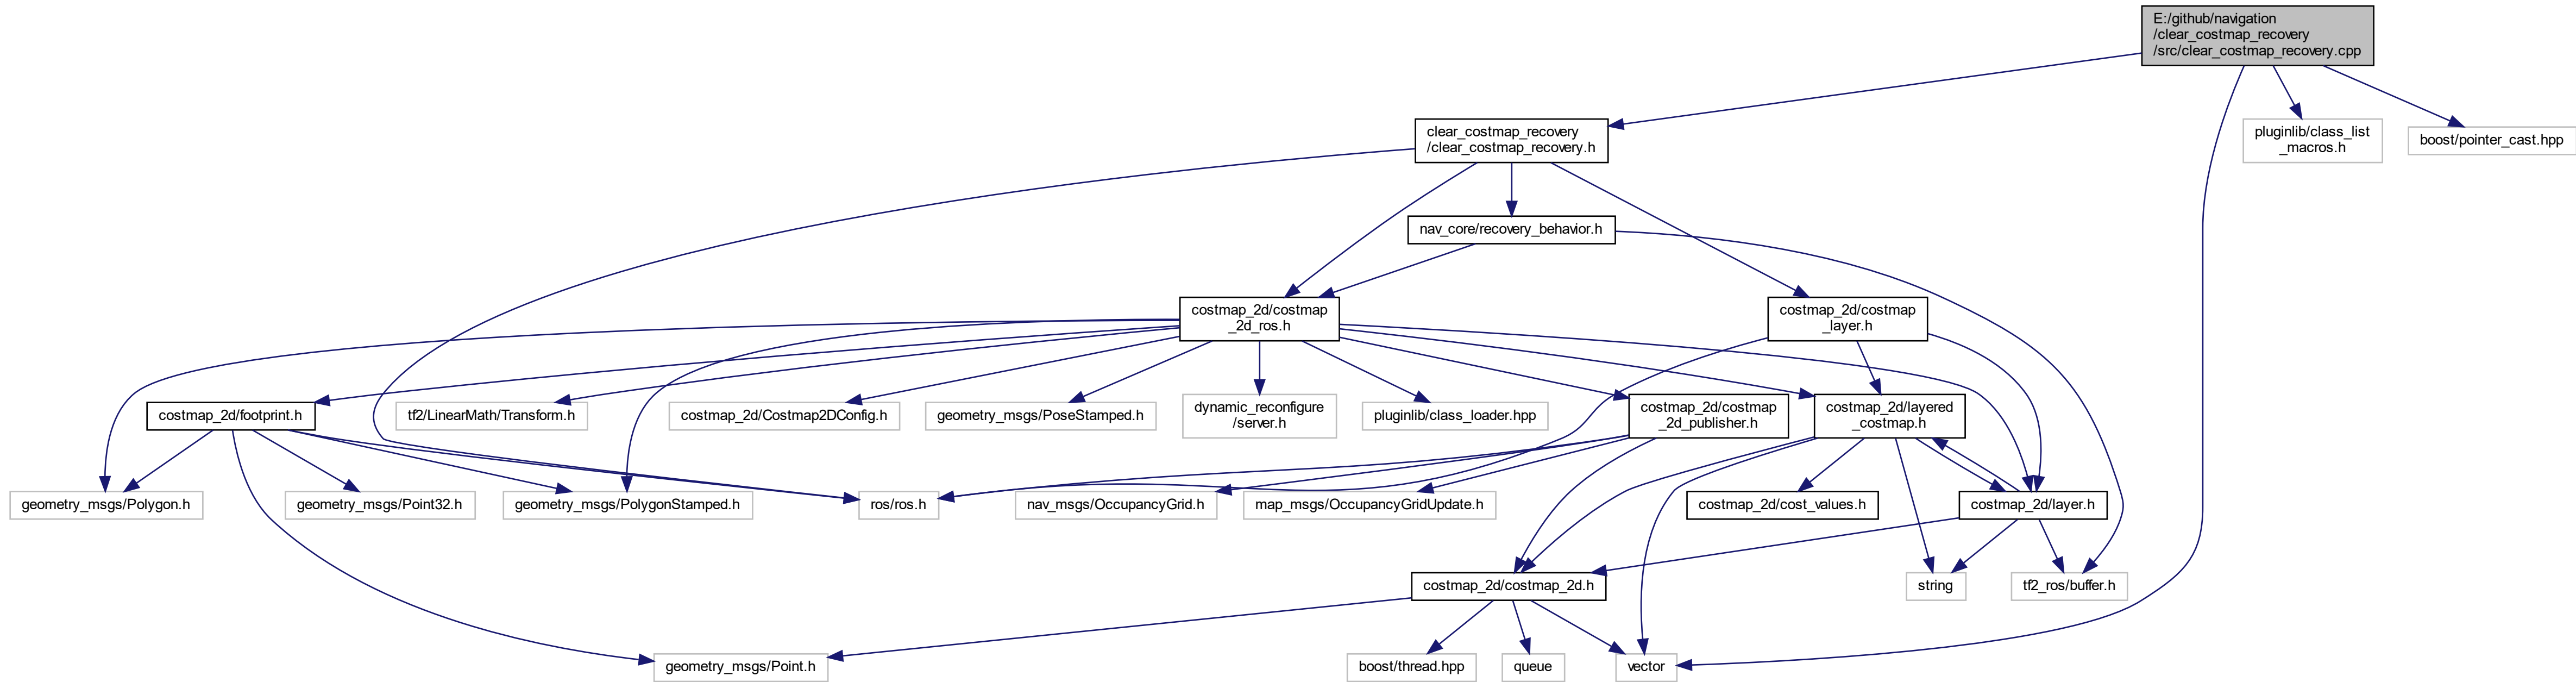 E:/github/navigation
/clear_costmap_recovery
/src/clear_costmap_recovery.cpp
clear_costmap_recovery
/clear_costmap_recovery.h
pluginlib/class_list
_macros.h
boost/pointer_cast.hpp
nav_core/recovery_behavior.h
costmap_2d/costmap
_2d_ros.h
costmap_2d/costmap
_layer.h
costmap_2d/footprint.h
tf2/LinearMath/Transform.h
costmap_2d/Costmap2DConfig.h
geometry_msgs/PoseStamped.h
dynamic_reconfigure
/server.h
pluginlib/class_loader.hpp
costmap_2d/costmap
_2d_publisher.h
costmap_2d/layered
_costmap.h
geometry_msgs/Polygon.h
geometry_msgs/Point32.h
geometry_msgs/PolygonStamped.h
ros/ros.h
nav_msgs/OccupancyGrid.h
map_msgs/OccupancyGridUpdate.h
costmap_2d/cost_values.h
costmap_2d/layer.h
costmap_2d/costmap_2d.h
string
tf2_ros/buffer.h
geometry_msgs/Point.h
boost/thread.hpp
queue
vector